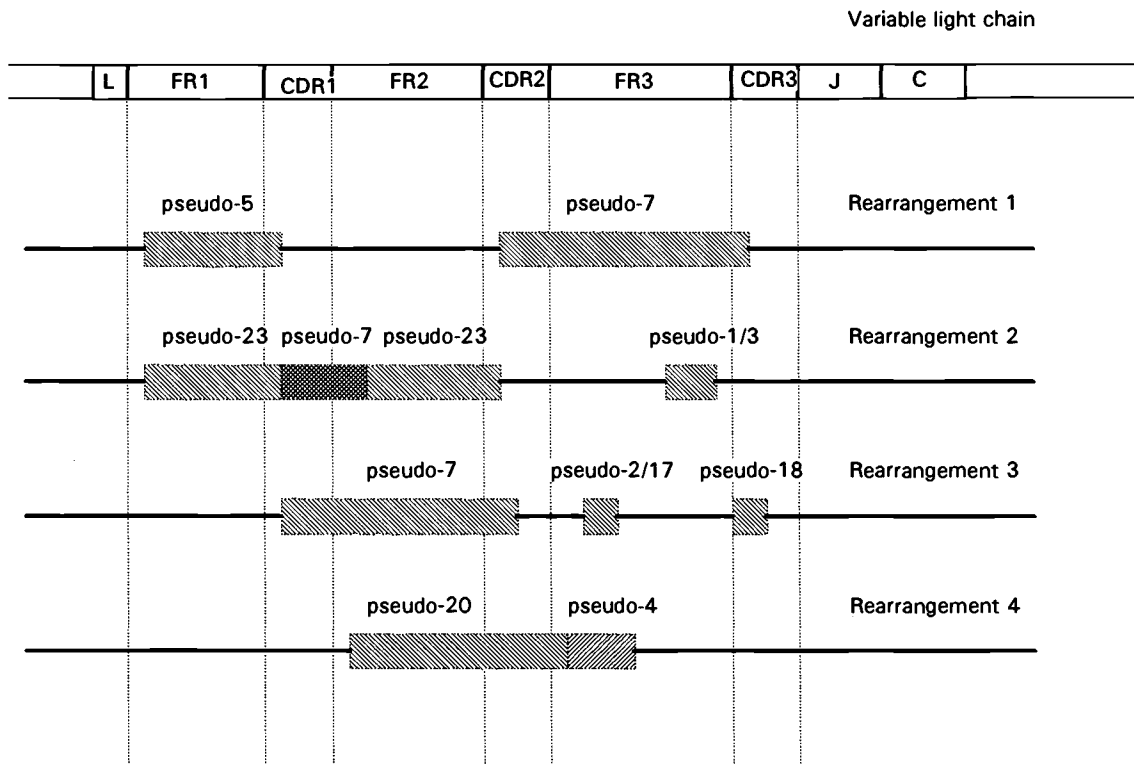 Variable light chain
L FR1 CDR1 FR2 CDR2 FR3 CDR3 J C
pseudo-5 pseudo-7 Rearrangement 1
pseudo-23 pseudo-7 pseudo-23 pseudo-1/3 Rearrangement 2
pseudo-7 pseudo-2/17 pseudo-18 Rearrangement 3
pseudo-20 pseudo-4 Rearrangement 4